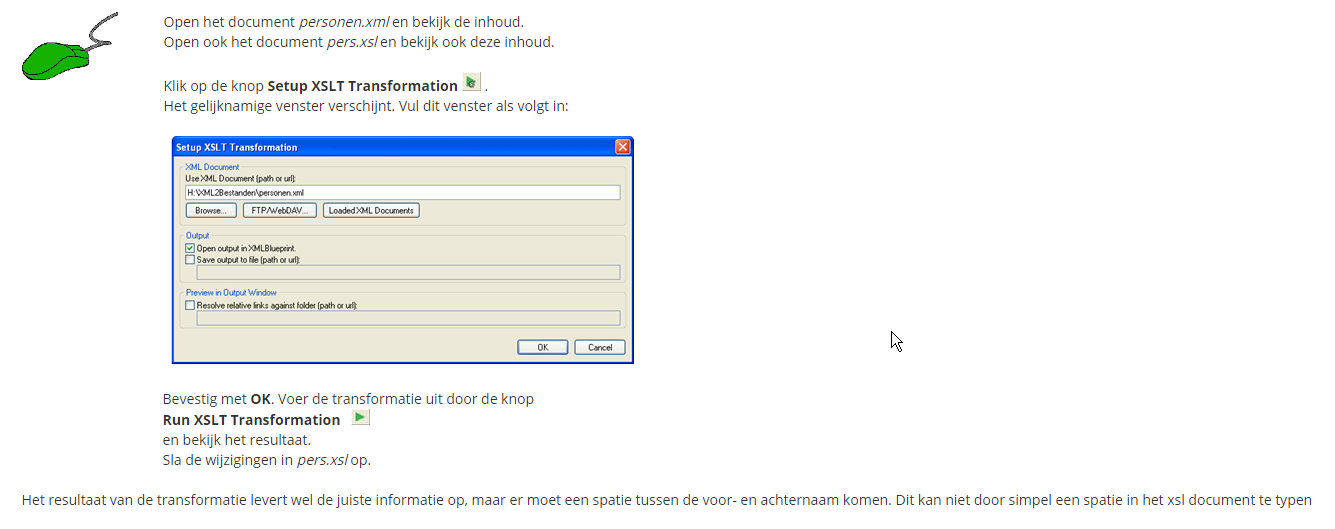 Open het document personen.xml en bekijk de inhoud.
Open ook het document pers.xsl en bekijk ook deze inhoud.
Klik op de knop Setup XSLT Transformation .
Het gelijknamige venster verschijnt. Vul dit venster als volgt in:
Setup XSLT Transformation
XML Document
Use XML Document (path or url):
H:\XML2Bestanden\personen.xml
Browse... FTP/WebDAV... Loaded XML Documents
Output
Open output in XMLBlueprint.
Save output to file (path or url):
Preview in Output Window
Resolve relative links against folder (path or url):
OK Cancel
Bevestig met OK. Voer de transformatie uit door de knop
Run XSLT Transformation
en bekijk het resultaat.
Sla de wijzigingen in pers.xsl op.
Het resultaat van de transformatie levert wel de juiste informatie op, maar er moet een spatie tussen de voor- en achternaam komen. Dit kan niet door simpel een spatie in het xsl document te typen